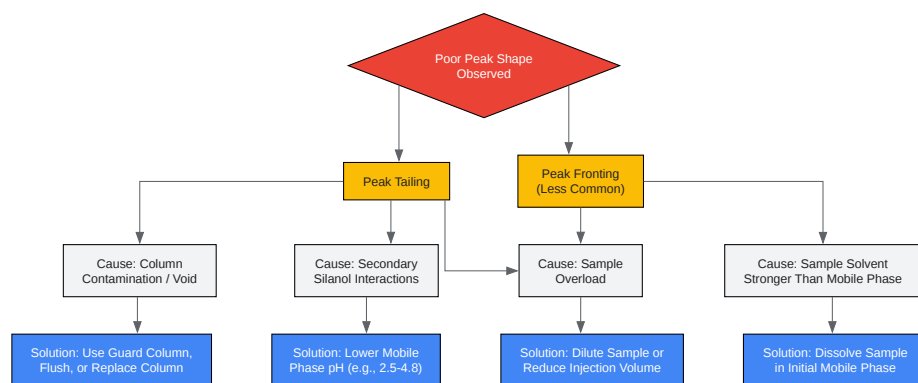 Poor Peak Shape
Observed
Peak Tailing
Peak Fronting
(Less Common)
Cause: Column
Contamination / Void
Cause: Secondary
Silanol Interactions
Cause: Sample
Overload
Cause: Sample Solvent
Stronger Than Mobile Phase
Solution: Use Guard Column,
Flush, or Replace Column
Solution: Lower Mobile
Phase pH (e.g., 2.5-4.8)
Solution: Dilute Sample or
Reduce Injection Volume
Solution: Dissolve Sample
in Initial Mobile Phase